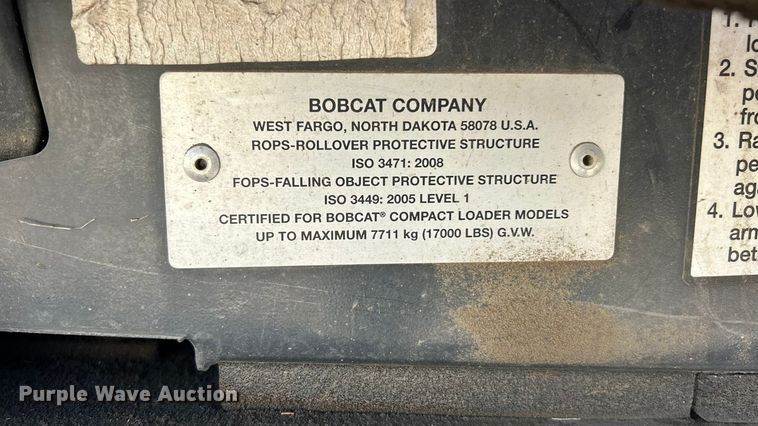 BOBCAT COMPANY
WEST FARGO, NORTH DAKOTA 58078 U.S.A.
ROPS-ROLLOVER PROTECTIVE STRUCTURE
ISO 3471: 2008
FOPS-FALLING OBJECT PROTECTIVE STRUCTURE
ISO 3449: 2005 LEVEL 1
CERTIFIED FOR BOBCAT® COMPACT LOADER MODELS
UP TO MAXIMUM 7711 kg (17000 LBS) G.V.W.
1.
2.
3.
4.
Purple Wave Auction